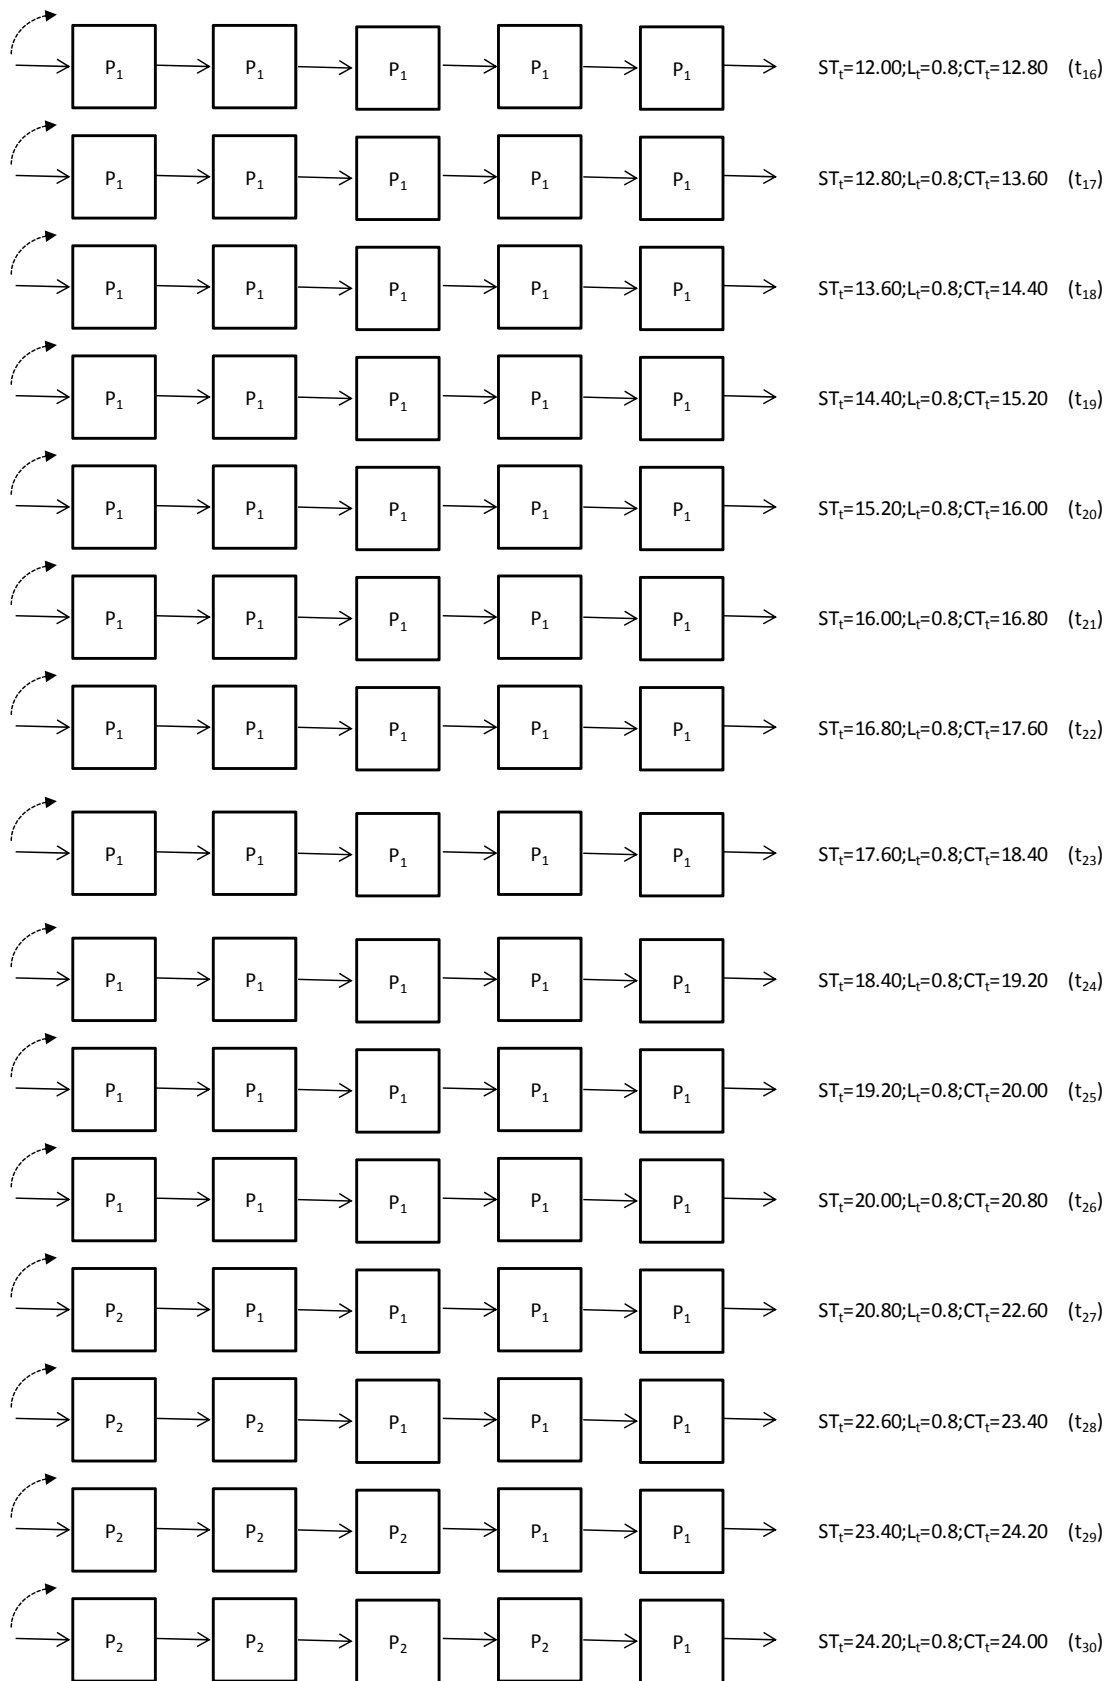 P₁ P₁ P₁ P₁ P₁ STₜ=12.00;Lₜ=0.8;CTₜ=12.80 (t₁₆)
P₁ P₁ P₁ P₁ P₁ STₜ=12.80;Lₜ=0.8;CTₜ=13.60 (t₁₇)
P₁ P₁ P₁ P₁ P₁ STₜ=13.60;Lₜ=0.8;CTₜ=14.40 (t₁₈)
P₁ P₁ P₁ P₁ P₁ STₜ=14.40;Lₜ=0.8;CTₜ=15.20 (t₁₉)
P₁ P₁ P₁ P₁ P₁ STₜ=15.20;Lₜ=0.8;CTₜ=16.00 (t₂₀)
P₁ P₁ P₁ P₁ P₁ STₜ=16.00;Lₜ=0.8;CTₜ=16.80 (t₂₁)
P₁ P₁ P₁ P₁ P₁ STₜ=16.80;Lₜ=0.8;CTₜ=17.60 (t₂₂)
P₁ P₁ P₁ P₁ P₁ STₜ=17.60;Lₜ=0.8;CTₜ=18.40 (t₂₃)
P₁ P₁ P₁ P₁ P₁ STₜ=18.40;Lₜ=0.8;CTₜ=19.20 (t₂₄)
P₁ P₁ P₁ P₁ P₁ STₜ=19.20;Lₜ=0.8;CTₜ=20.00 (t₂₅)
P₁ P₁ P₁ P₁ P₁ STₜ=20.00;Lₜ=0.8;CTₜ=20.80 (t₂₆)
P₂ P₁ P₁ P₁ P₁ STₜ=20.80;Lₜ=0.8;CTₜ=22.60 (t₂₇)
P₂ P₂ P₁ P₁ P₁ STₜ=22.60;Lₜ=0.8;CTₜ=23.40 (t₂₈)
P₂ P₂ P₂ P₁ P₁ STₜ=23.40;Lₜ=0.8;CTₜ=24.20 (t₂₉)
P₂ P₂ P₂ P₂ P₁ STₜ=24.20;Lₜ=0.8;CTₜ=24.00 (t₃₀)